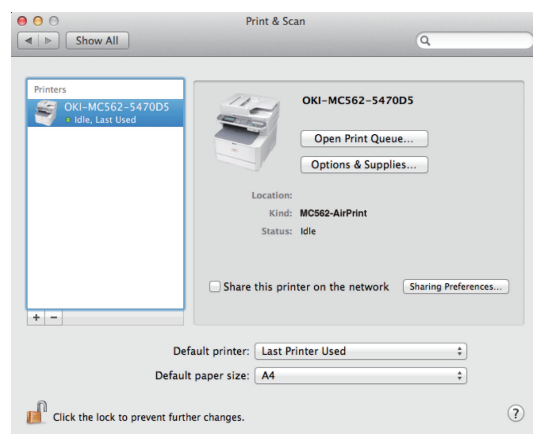 Print & Scan
Show All
Printers
OKI-MC562-5470D5
Idle, Last Used
OKI-MC562-5470D5
Open Print Queue...
Options & Supplies...
Location:
Kind: MC562-AirPrint
Status: Idle
Share this printer on the network Sharing Preferences...
+ −
Default printer: Last Printer Used
Default paper size: A4
Click the lock to prevent further changes.
?